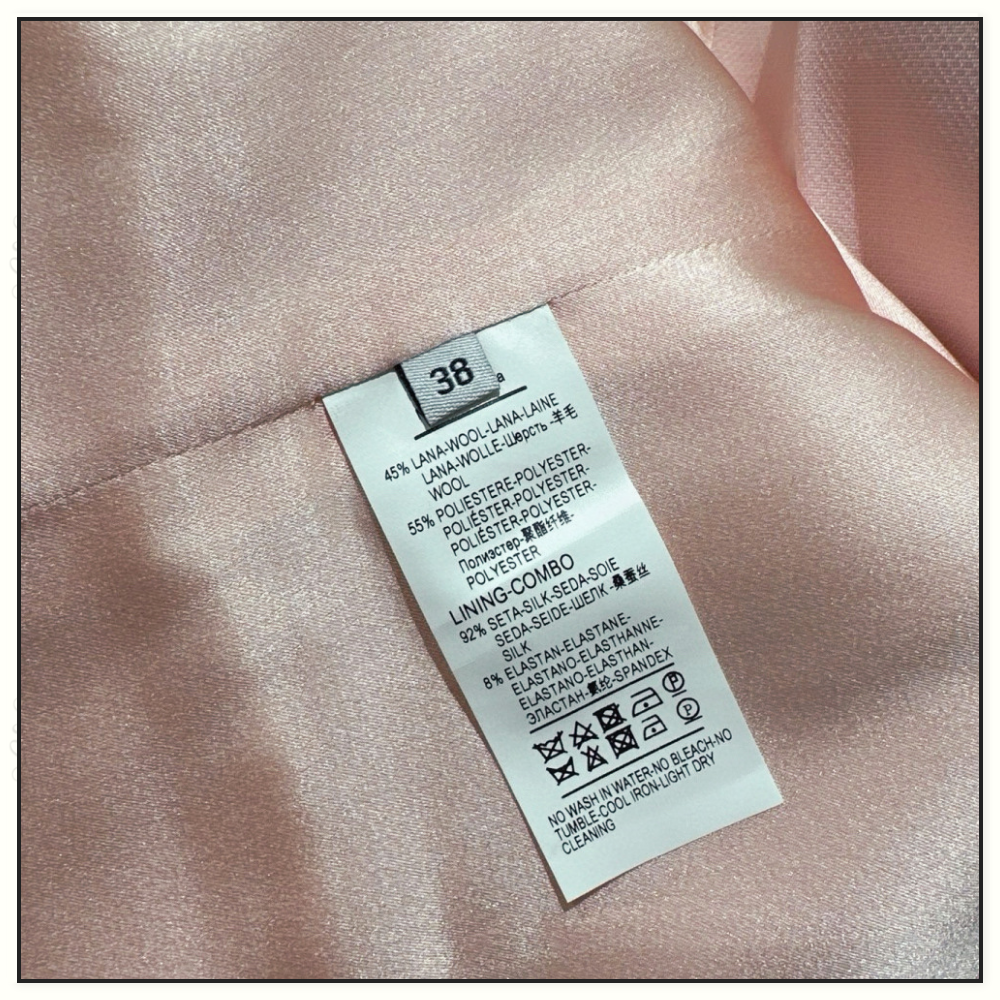 38
a
45% LANA-WOOL-LANA-LAINE
LANA-WOLLE-Шерсть -羊毛
WOOL
55% POLIESTERE-POLYESTER-
POLIÉSTER-POLYESTER-
POLIÉSTER-POLYESTER-
Полиэстер-聚酯纤维-
POLYESTER
LINING-COMBO
92% SETA-SILK-SEDA-SOIE
SEDA-SEIDE-ШЕЛК -桑蚕丝
SILK
8% ELASTAN-ELASTANE-
ELASTANO-ELASTHANNE-
ELASTANO-ELASTHAN-
ЭЛАСТАН-氨纶-SPANDEX
P
P
NO WASH IN WATER-NO BLEACH-NO
TUMBLE-COOL IRON-LIGHT DRY
CLEANING